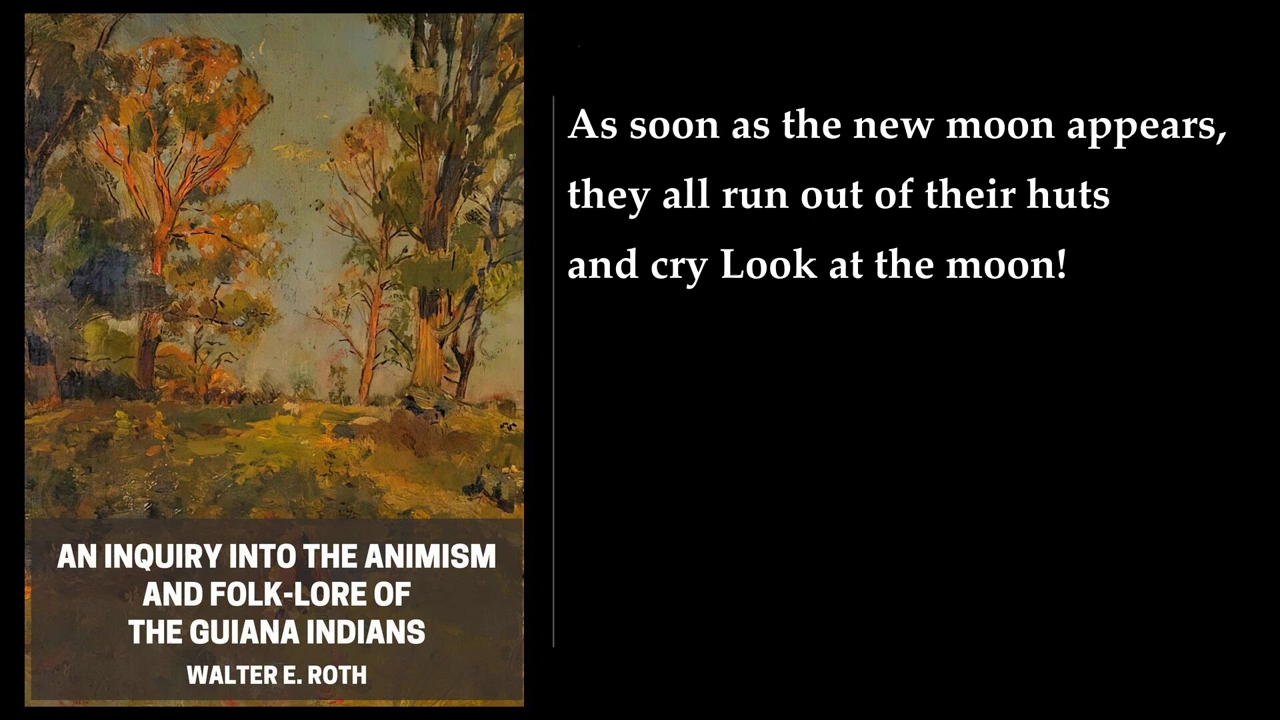 As soon as the new moon appears,
they all run out of their huts
and cry Look at the moon!
AN INQUIRY INTO THE ANIMISM
AND FOLK-LORE OF
THE GUIANA INDIANS
WALTER E. ROTH